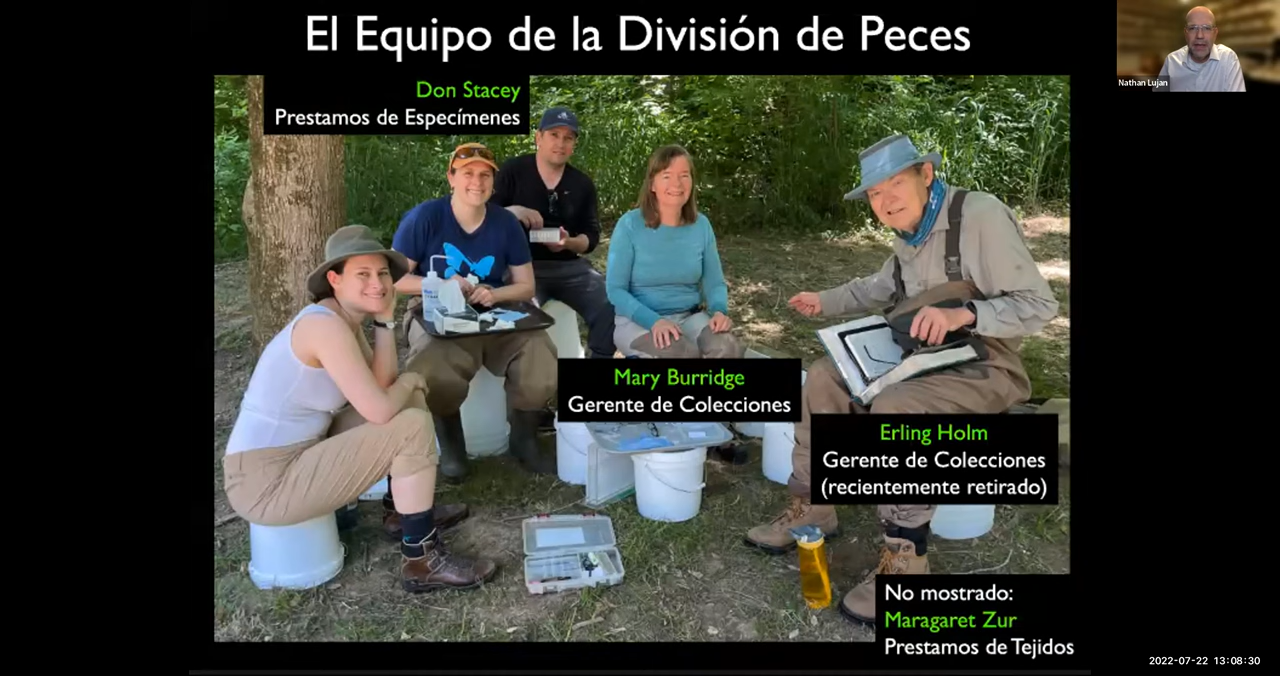 El Equipo de la División de Peces
Don Stacey
Prestamos de Especímenes
Nathan Lujan
Mary Burridge
Gerente de Colecciones
Erling Holm
Gerente de Colecciones
(recientemente retirado)
No mostrado:
Maragaret Zur
Prestamos de Tejidos
2022-07-22 13:08:30